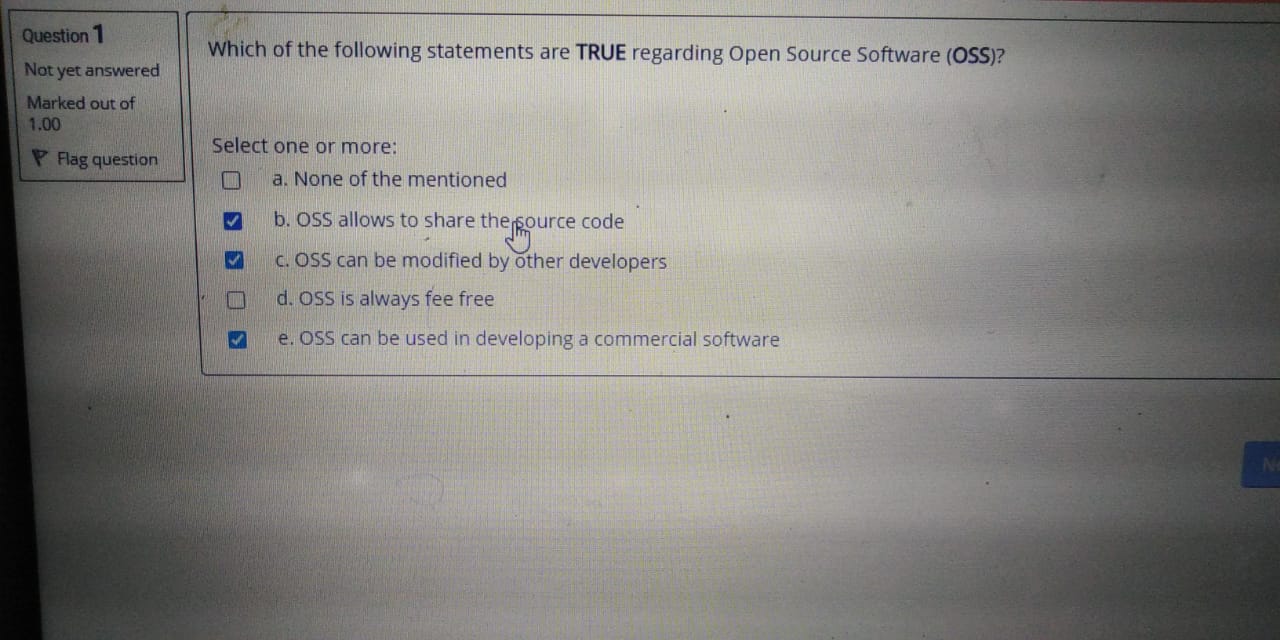 Question 1
Not yet answered
Marked out of
1.00
Flag question
Which of the following statements are TRUE regarding Open Source Software (OSS)?
Select one or more:
a. None of the mentioned
b. OSS allows to share the source code
c. OSS can be modified by other developers
d. OSS is always fee free
e. OSS can be used in developing a commercial software